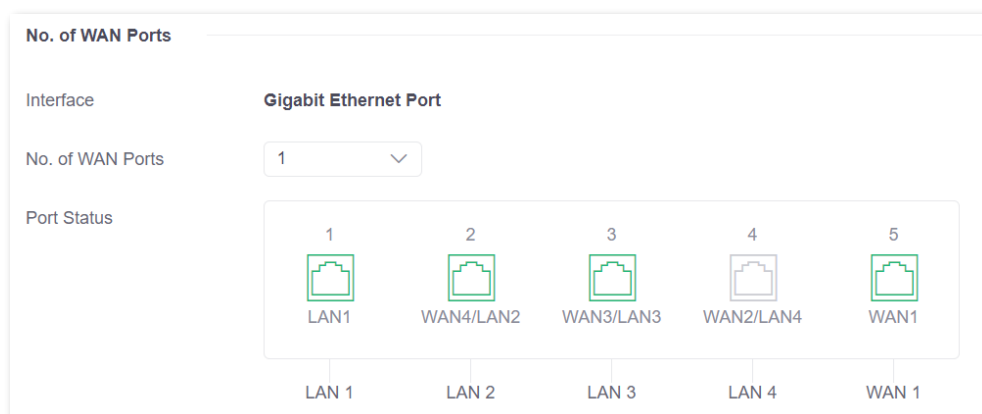 No. of WAN Ports
Interface
Gigabit Ethernet Port
No. of WAN Ports
1
Port Status
1 2 3 4 5
LAN1 WAN4/LAN2 WAN3/LAN3 WAN2/LAN4 WAN1
LAN 1 LAN 2 LAN 3 LAN 4 WAN 1